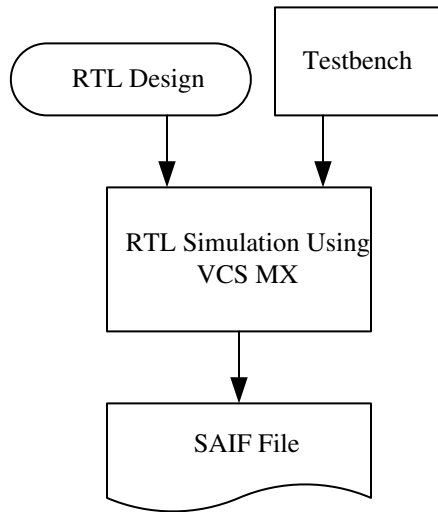 RTL Design
Testbench
RTL Simulation Using
VCS MX
SAIF File